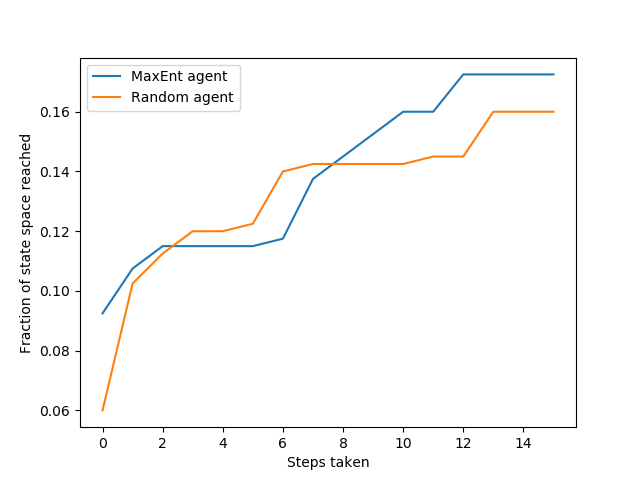 MaxEnt agent
Random agent
Fraction of state space reached
0.16
0.14
0.12
0.10
0.08
0.06
0 2 4 6 8 10 12 14
Steps taken